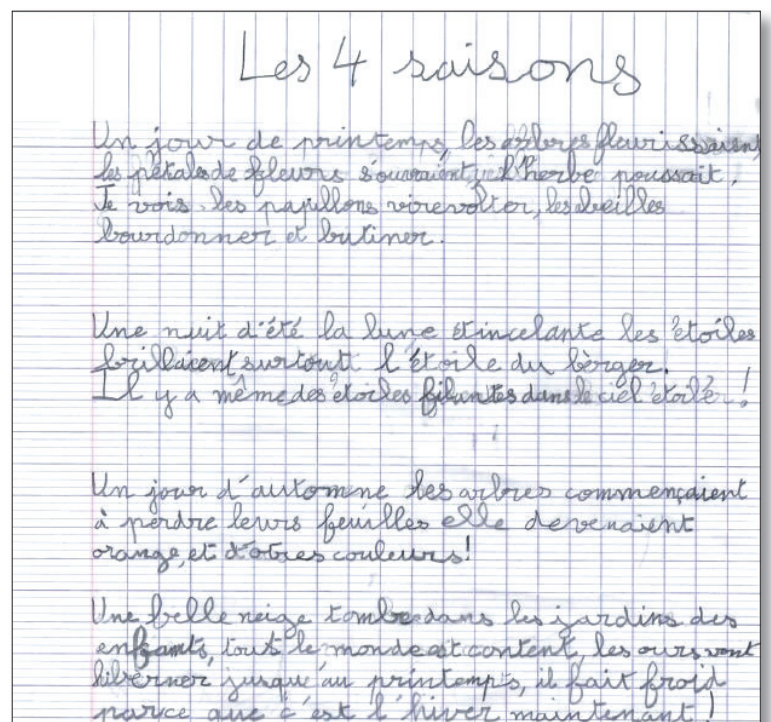 Les 4 saisons
Un jour de printemps, les arbres fleurissaient,
les pétales de fleurs s'ouvraient, l'herbe poussait.
Je vois les papillons virevolter, les abeilles
bourdonner et butiner.
Une nuit d'été la lune étincelante les étoiles
brillaient surtout l'étoile du bèrger.
Il y a même des étoiles filantes dans le ciel étoilér !
Un jour d'automne les arbres commençaient
à perdre leurs feuilles elle devenaient
orange, et d'otres couleurs !
Une belle neige tombe dans les jardins des
enfants, tout le monde est content, les ours vont
hiberner jusqu'au printemps, il fait froid
parce que c'est l'hiver maintenant !